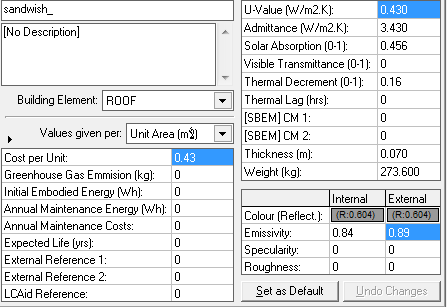 sandwish_
[No Description]
Building Element: ROOF
Values given per: Unit Area (m2)
Cost per Unit: 0.43
Greenhouse Gas Emmision (kg): 0
Initial Embodied Energy (Wh): 0
Annual Maintenance Energy (Wh): 0
Annual Maintenance Costs: 0
Expected Life (yrs): 0
External Reference 1: 0
External Reference 2: 0
LCAid Reference: 0
U-Value (W/m2.K): 0.430
Admittance (W/m2.K): 3.430
Solar Absorption (0-1): 0.456
Visible Transmittance (0-1): 0
Thermal Decrement (0-1): 0.16
Thermal Lag (hrs): 0
[SBEM] CM 1: 0
[SBEM] CM 2: 0
Thickness (m): 0.070
Weight (kg): 273.600
Internal External
Colour (Reflect.): (R:0.604) (R:0.604)
Emissivity: 0.84 0.89
Specularity: 0 0
Roughness: 0 0
Set as Default Undo Changes